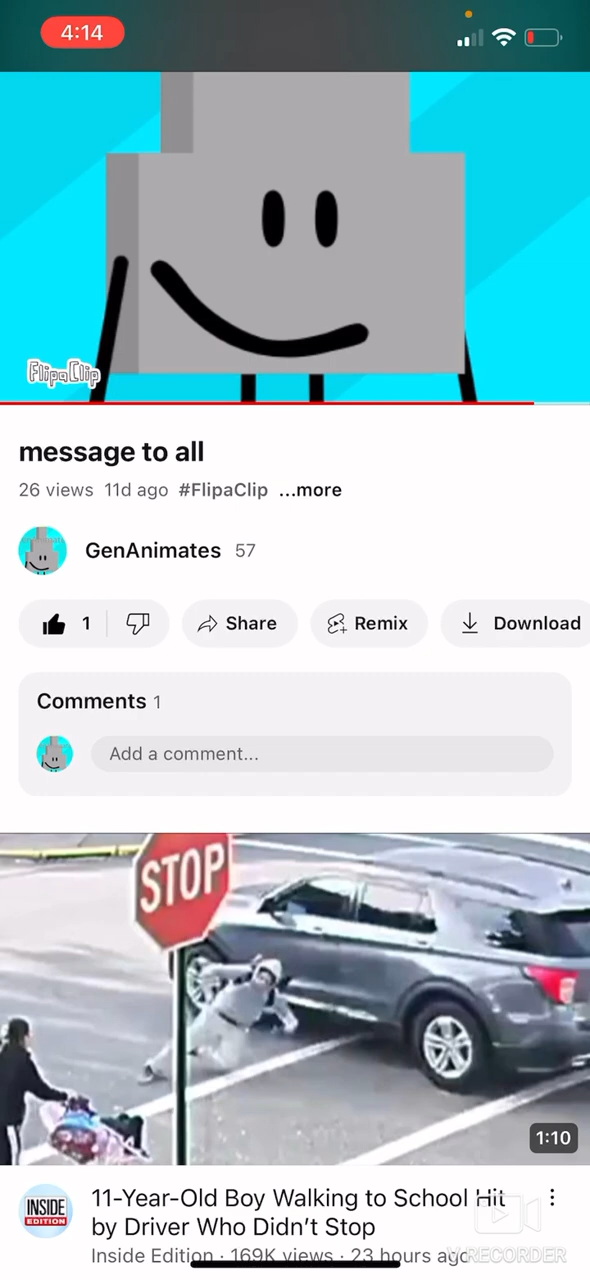 4:14
FlipaClip
message to all
26 views 11d ago #FlipaClip ...more
GenAnimates 57
1 Share Remix Download
Comments 1
Add a comment...
STOP
1:10
INSIDE
EDITION
11-Year-Old Boy Walking to School Hit
by Driver Who Didn't Stop
Inside Edition · 169K views · 23 hours ago
V RECORDER